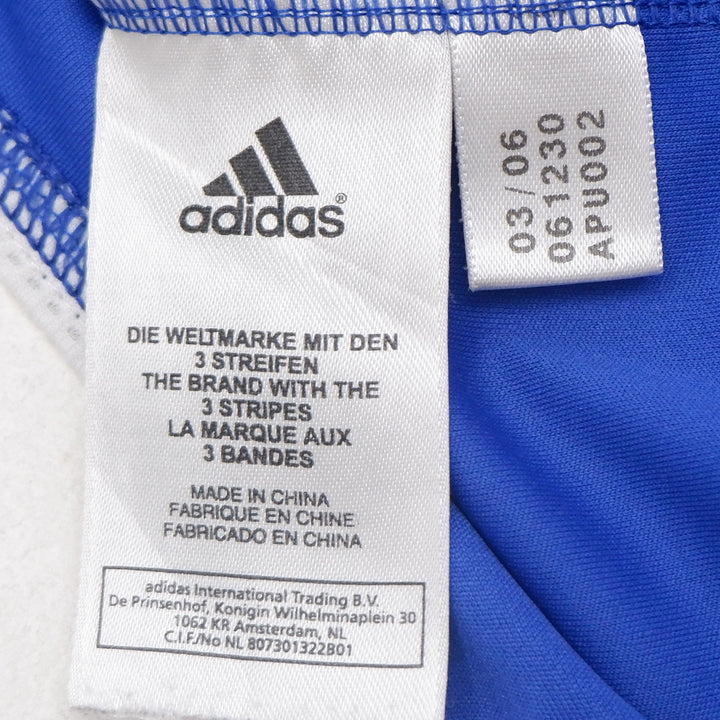 adidas®
DIE WELTMARKE MIT DEN
3 STREIFEN
THE BRAND WITH THE
3 STRIPES
LA MARQUE AUX
3 BANDES
MADE IN CHINA
FABRIQUE EN CHINE
FABRICADO EN CHINA
adidas International Trading B.V.
De Prinsenhof, Konigin Wilhelminaplein 30
1062 KR Amsterdam, NL
C.I.F./No NL 807301322B01
03/06
061230
APU002